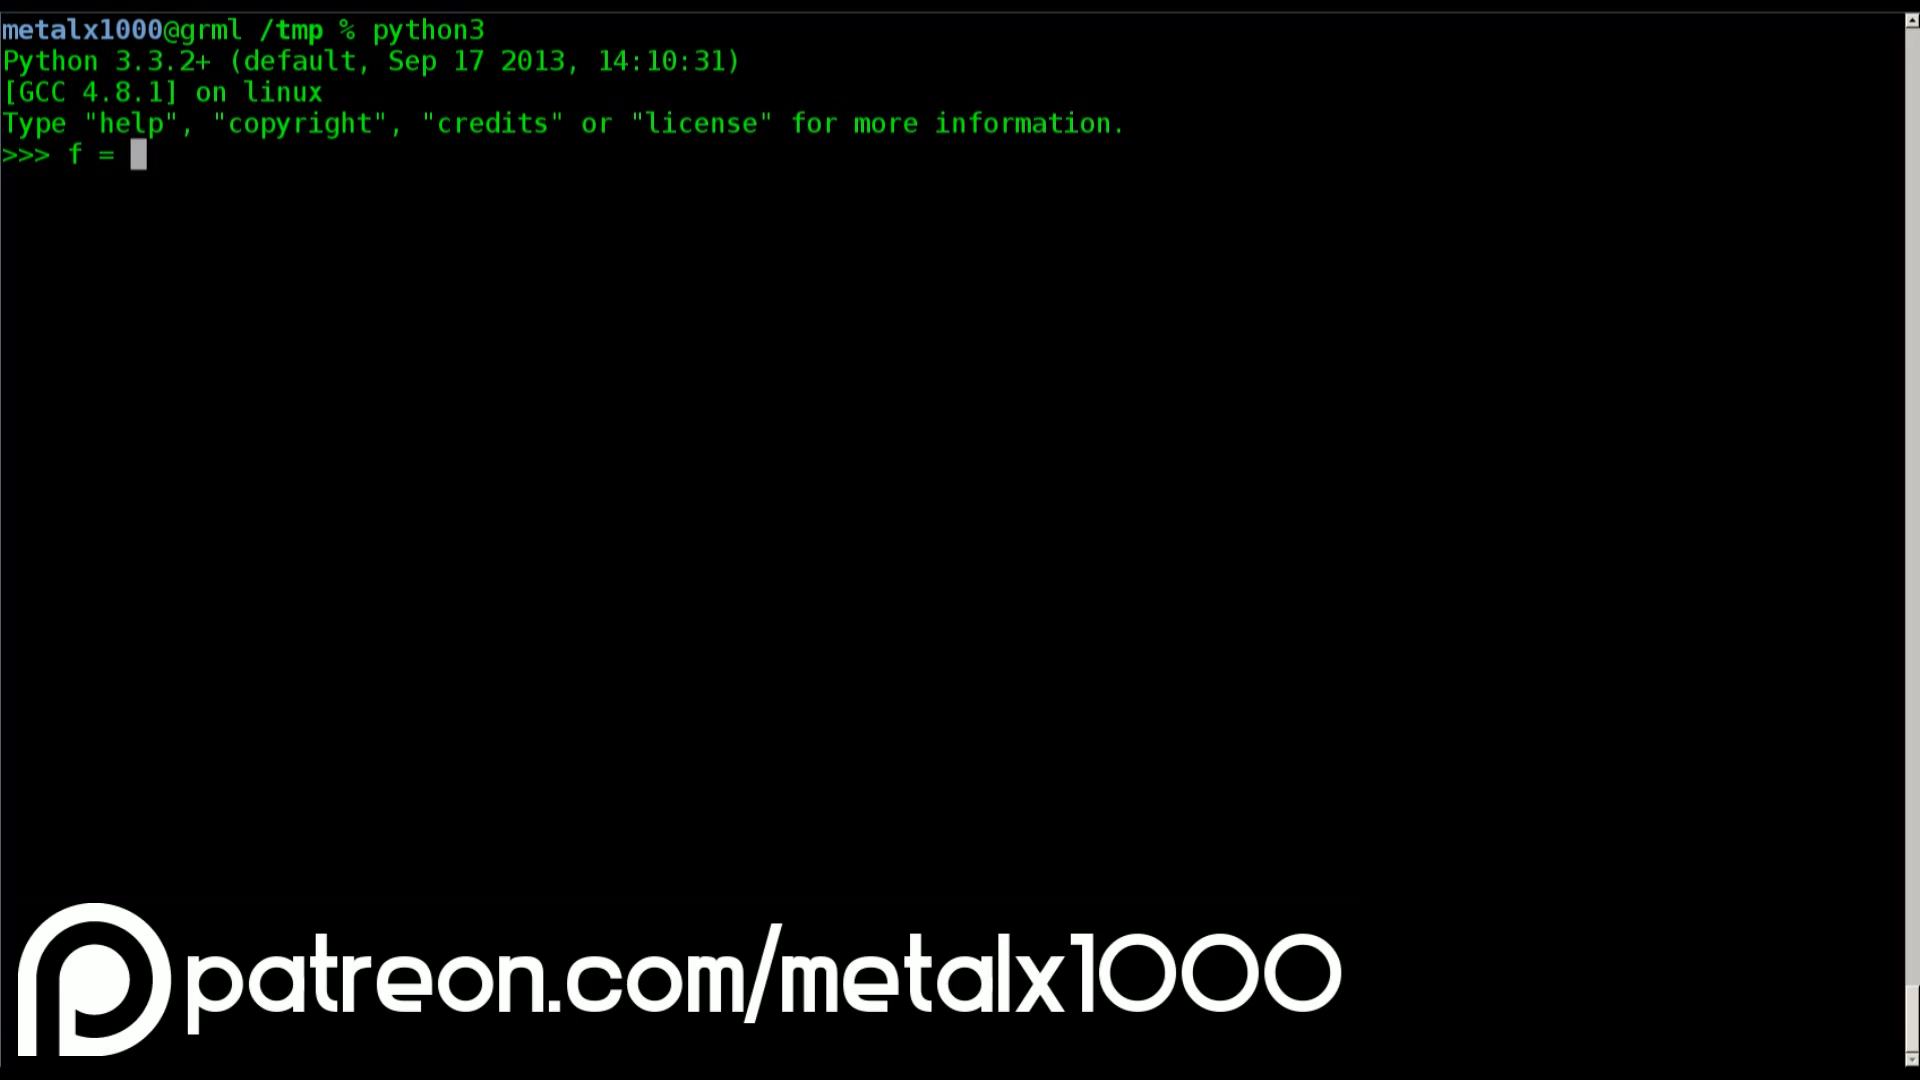 metalx1000@grml /tmp % python3
Python 3.3.2+ (default, Sep 17 2013, 14:10:31)
[GCC 4.8.1] on linux
Type "help", "copyright", "credits" or "license" for more information.
>>> f =
patreon.com/metalx1000